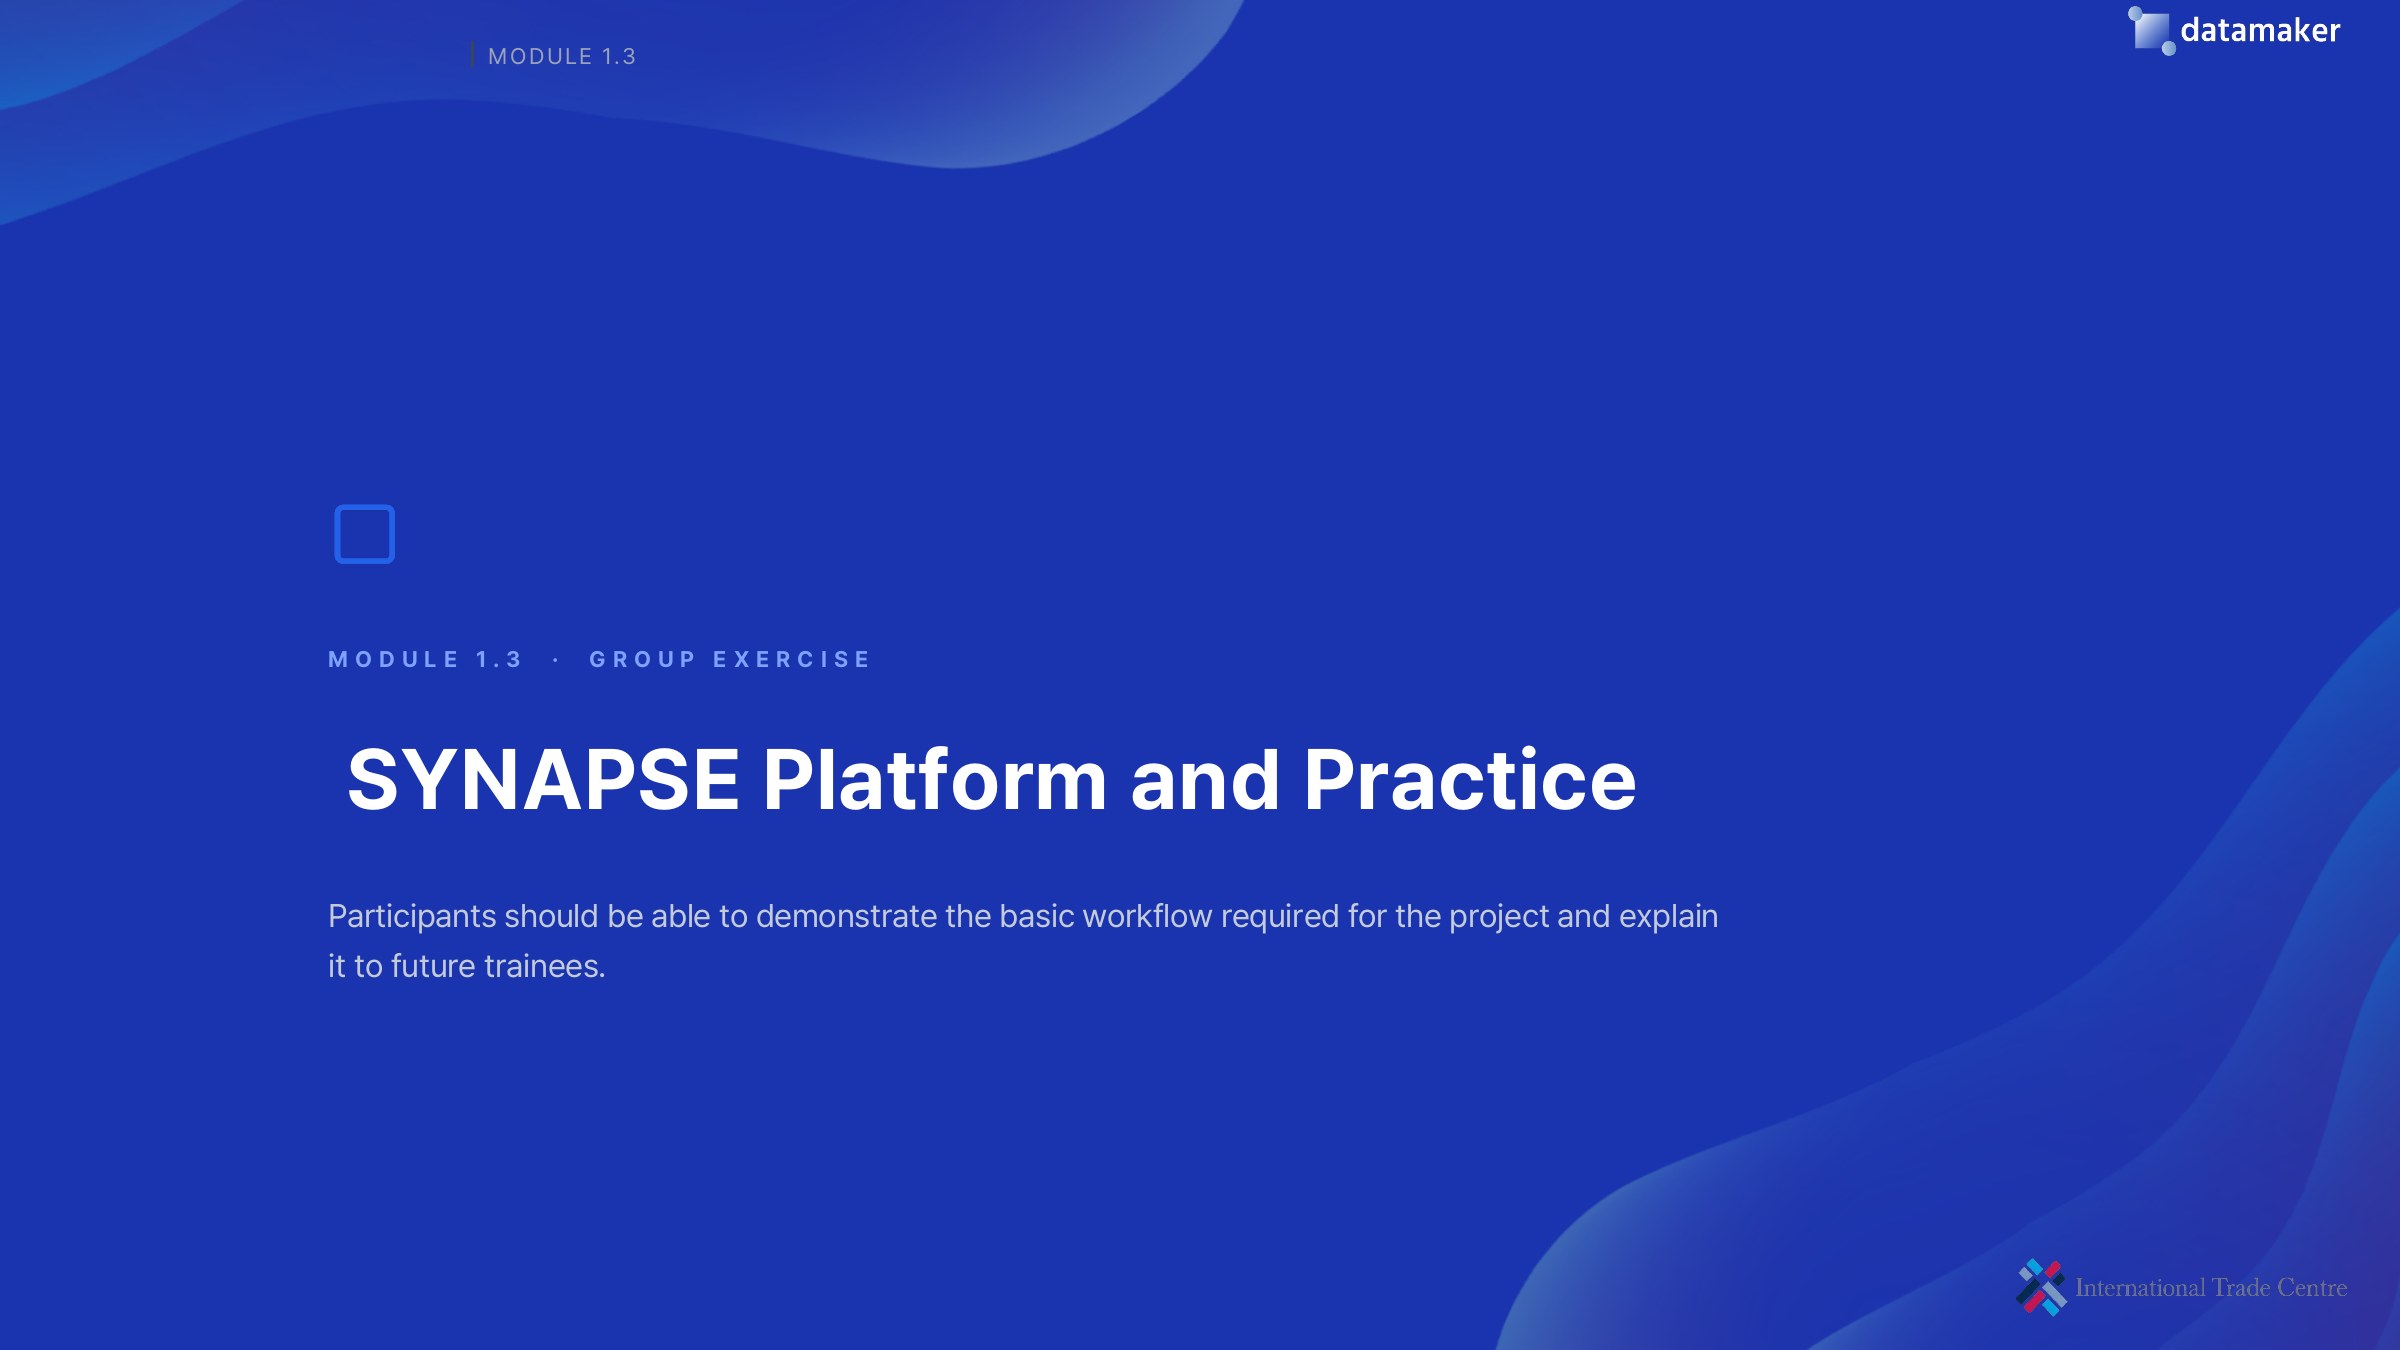 MODULE 1.3
datamaker
MODULE 1.3 · GROUP EXERCISE
SYNAPSE Platform and Practice
Participants should be able to demonstrate the basic workflow required for the project and explain
it to future trainees.
International Trade Centre